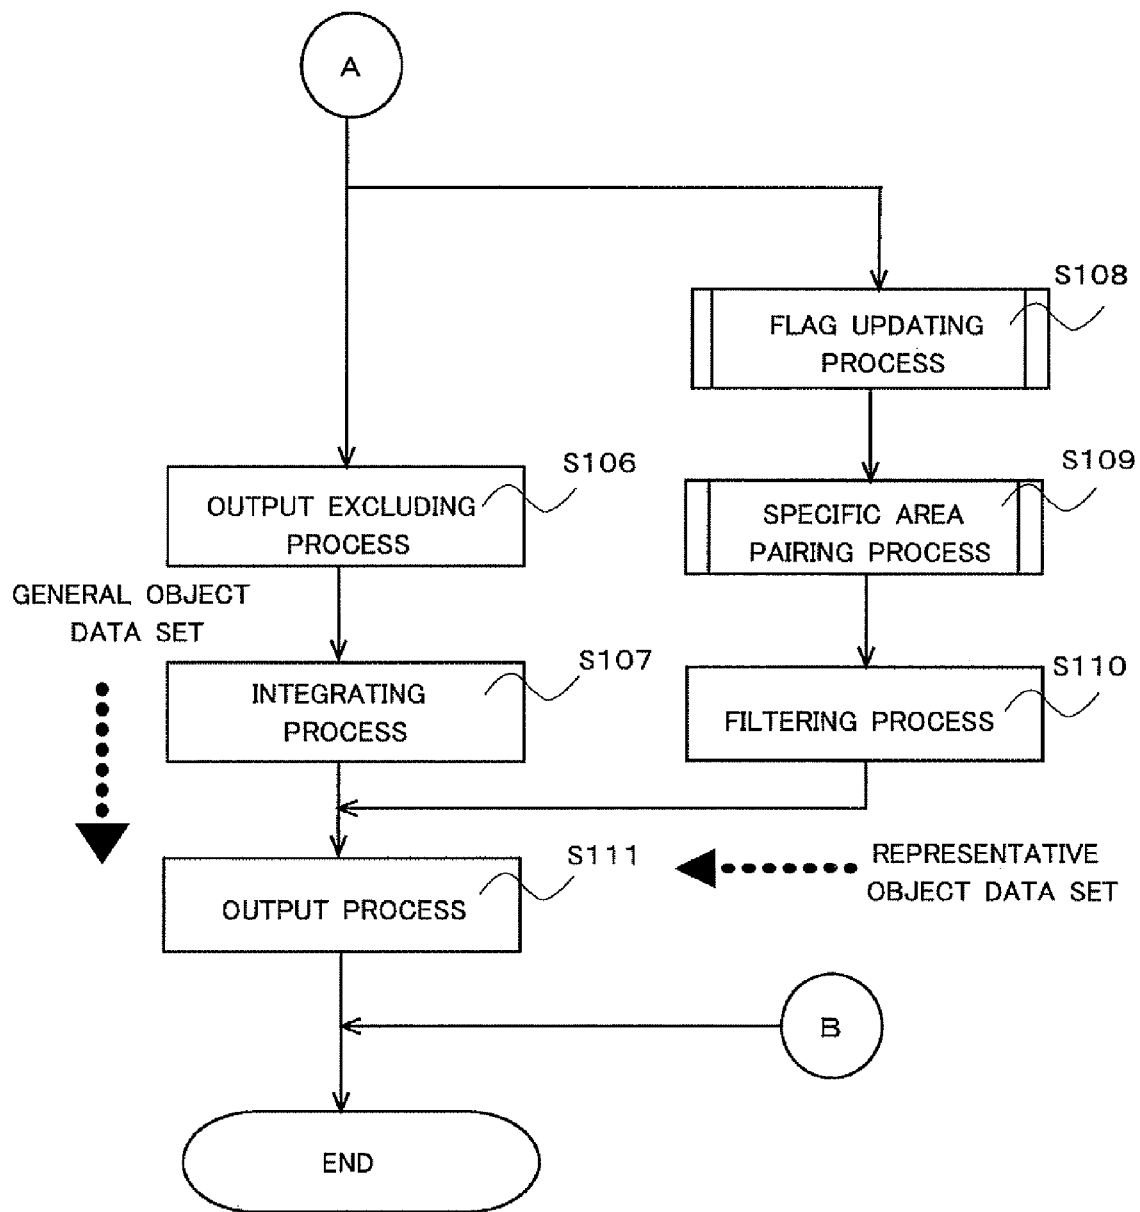 A
S108
FLAG UPDATING
PROCESS
S106
OUTPUT EXCLUDING
PROCESS
S109
SPECIFIC AREA
PAIRING PROCESS
GENERAL OBJECT
DATA SET
S107
INTEGRATING
PROCESS
S110
FILTERING PROCESS
S111
OUTPUT PROCESS
REPRESENTATIVE
OBJECT DATA SET
B
END